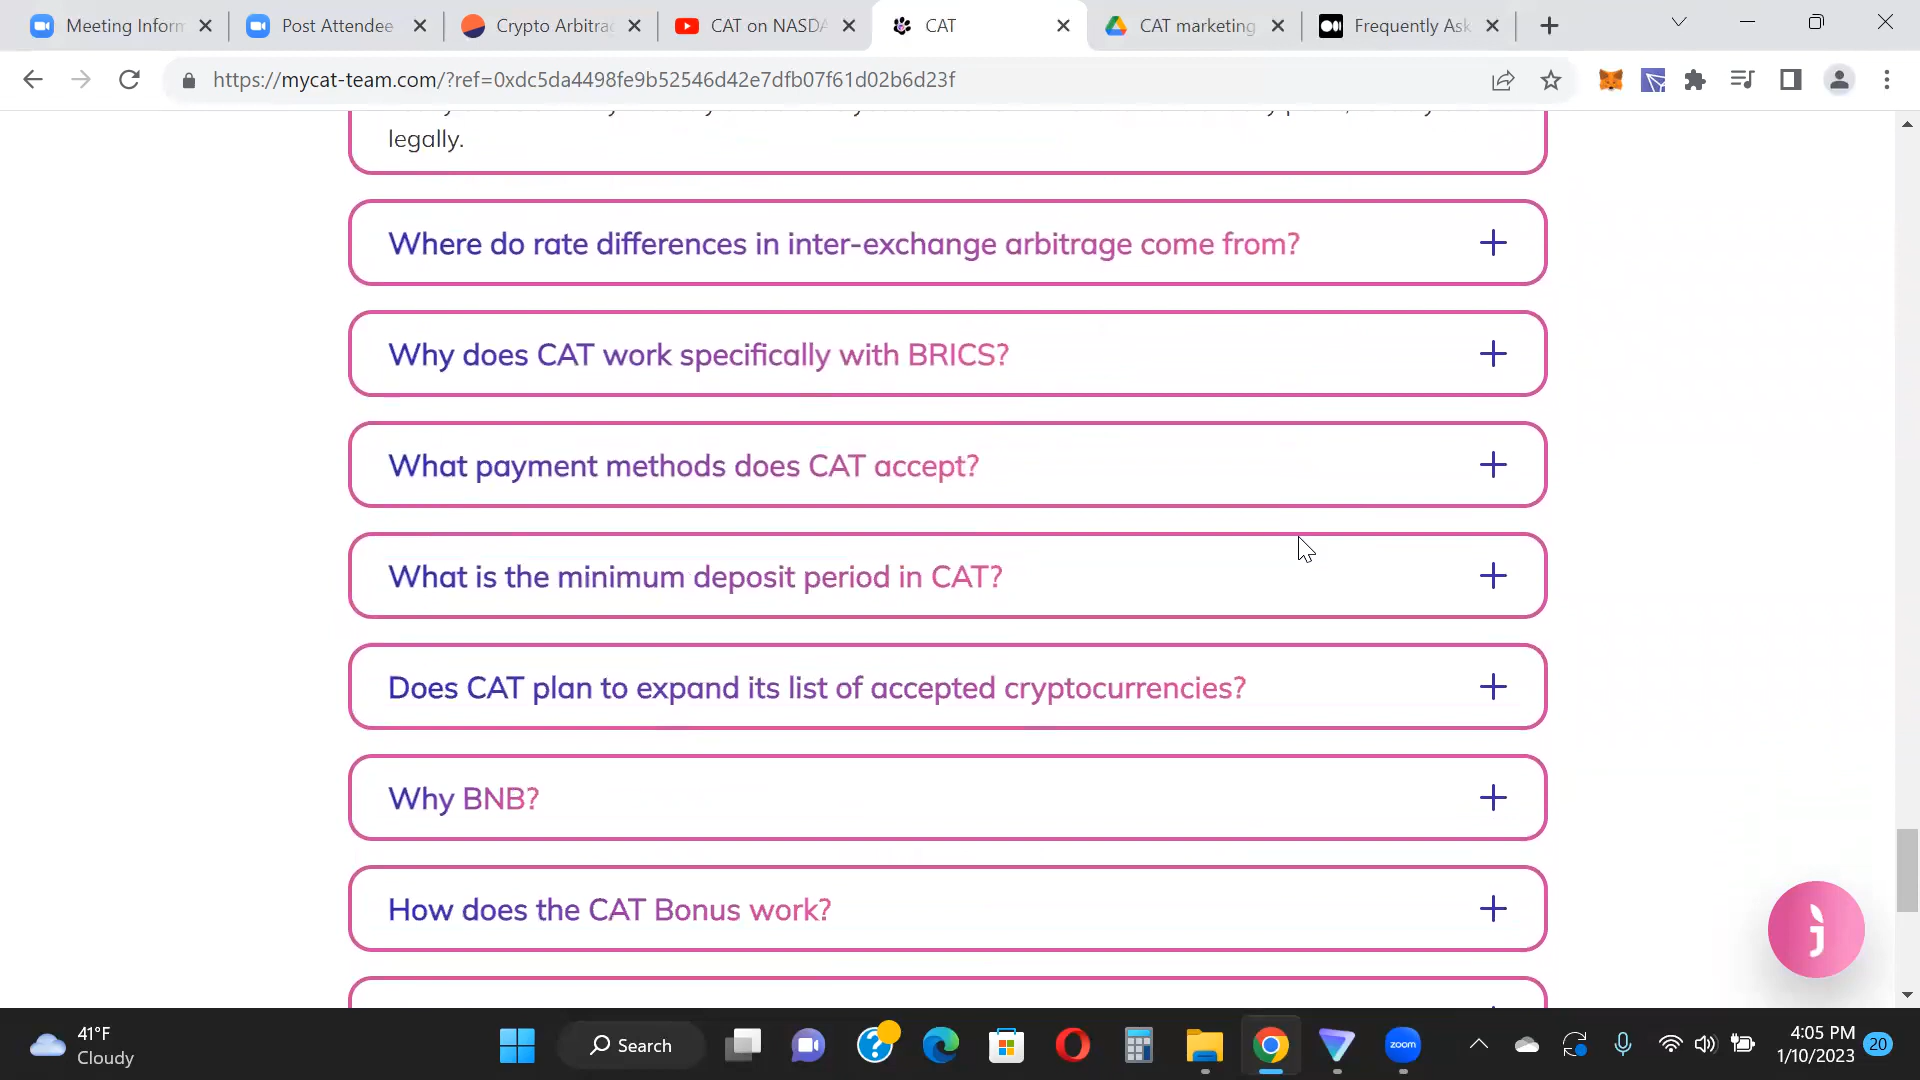 Meeting Inform
Post Attendee
Crypto Arbitrag
CAT on NASDA
CAT
CAT marketing
Frequently Ask
https://mycat-team.com/?ref=0xdc5da4498fe9b52546d42e7dfb07f61d02b6d23f
legally.
Where do rate differences in inter-exchange arbitrage come from?
Why does CAT work specifically with BRICS?
What payment methods does CAT accept?
What is the minimum deposit period in CAT?
Does CAT plan to expand its list of accepted cryptocurrencies?
Why BNB?
How does the CAT Bonus work?
41°F
Cloudy
Search
zoom
4:05 PM
1/10/2023
20